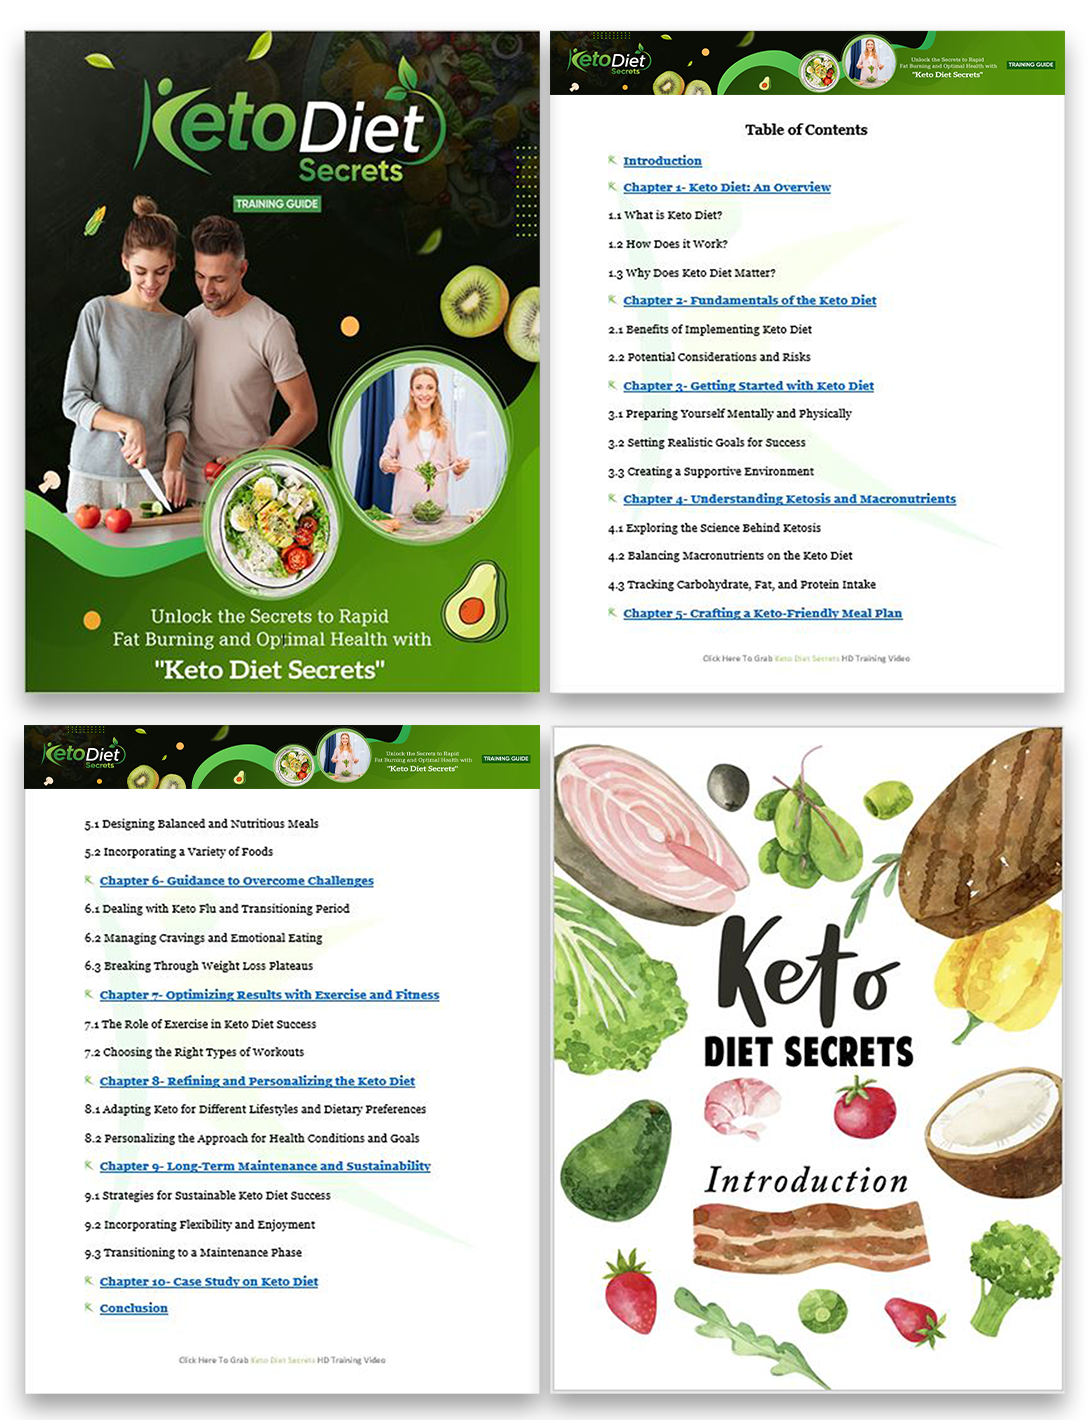 KetoDiet
Secrets
TRAINING GUIDE
Unlock the Secrets to Rapid
Fat Burning and Optimal Health with
"Keto Diet Secrets"
KetoDiet
Secrets
Unlock the Secrets to Rapid
Fat Burning and Optimal Health with
"Keto Diet Secrets"
TRAINING GUIDE
Table of Contents
Introduction
Chapter 1- Keto Diet: An Overview
1.1 What is Keto Diet?
1.2 How Does it Work?
1.3 Why Does Keto Diet Matter?
Chapter 2- Fundamentals of the Keto Diet
2.1 Benefits of Implementing Keto Diet
2.2 Potential Considerations and Risks
Chapter 3- Getting Started with Keto Diet
3.1 Preparing Yourself Mentally and Physically
3.2 Setting Realistic Goals for Success
3.3 Creating a Supportive Environment
Chapter 4- Understanding Ketosis and Macronutrients
4.1 Exploring the Science Behind Ketosis
4.2 Balancing Macronutrients on the Keto Diet
4.3 Tracking Carbohydrate, Fat, and Protein Intake
Chapter 5- Crafting a Keto-Friendly Meal Plan
Click Here To Grab Keto Diet Secrets HD Training Video
KetoDiet
Secrets
Unlock the Secrets to Rapid
Fat Burning and Optimal Health with
"Keto Diet Secrets"
TRAINING GUIDE
5.1 Designing Balanced and Nutritious Meals
5.2 Incorporating a Variety of Foods
Chapter 6- Guidance to Overcome Challenges
6.1 Dealing with Keto Flu and Transitioning Period
6.2 Managing Cravings and Emotional Eating
6.3 Breaking Through Weight Loss Plateaus
Chapter 7- Optimizing Results with Exercise and Fitness
7.1 The Role of Exercise in Keto Diet Success
7.2 Choosing the Right Types of Workouts
Chapter 8- Refining and Personalizing the Keto Diet
8.1 Adapting Keto for Different Lifestyles and Dietary Preferences
8.2 Personalizing the Approach for Health Conditions and Goals
Chapter 9- Long-Term Maintenance and Sustainability
9.1 Strategies for Sustainable Keto Diet Success
9.2 Incorporating Flexibility and Enjoyment
9.3 Transitioning to a Maintenance Phase
Chapter 10- Case Study on Keto Diet
Conclusion
Click Here To Grab Keto Diet Secrets HD Training Video
Keto
DIET SECRETS
Introduction